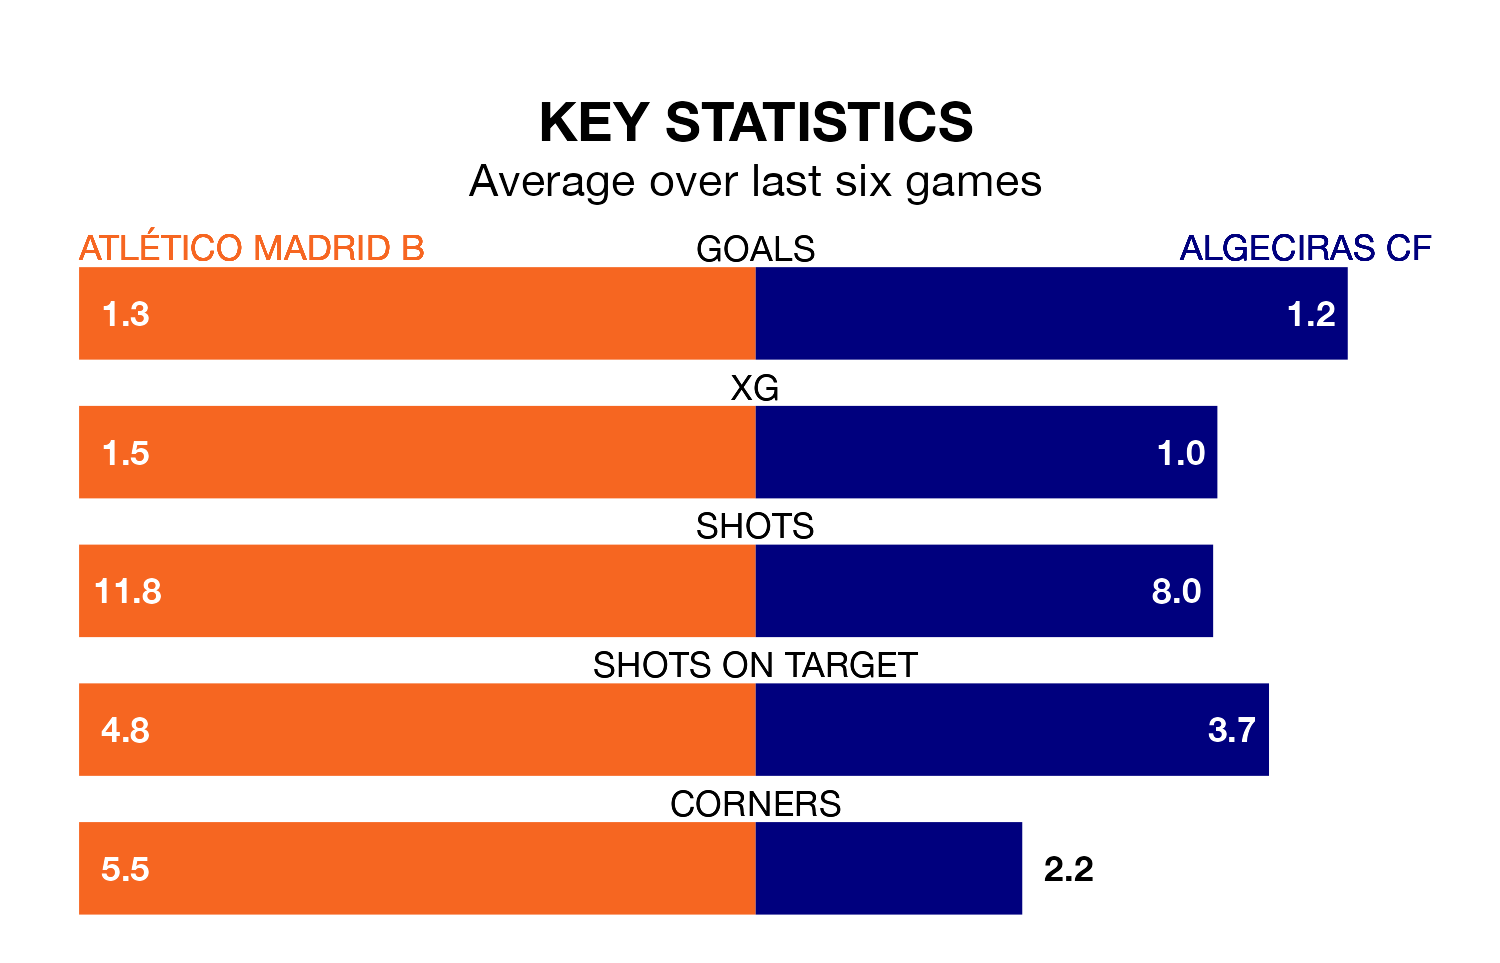 KEY STATISTICS
Average over last six games
ATLÉTICO MADRID B GOALS ALGECIRAS CF
1.3 1.2
XG
1.5 1.0
SHOTS
11.8 8.0
SHOTS ON TARGET
4.8 3.7
CORNERS
5.5 2.2